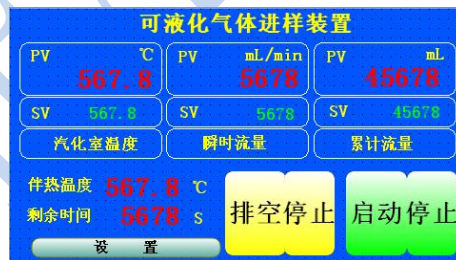 可液化气体进样装置
PV ℃ PV mL/min PV mL
567.8 5678 45678
SV 567.8 SV 5678 SV 45678
汽化室温度 瞬时流量 累计流量
伴热温度 567.8 ℃
剩余时间 5678 S
排空停止 启动停止
设 置